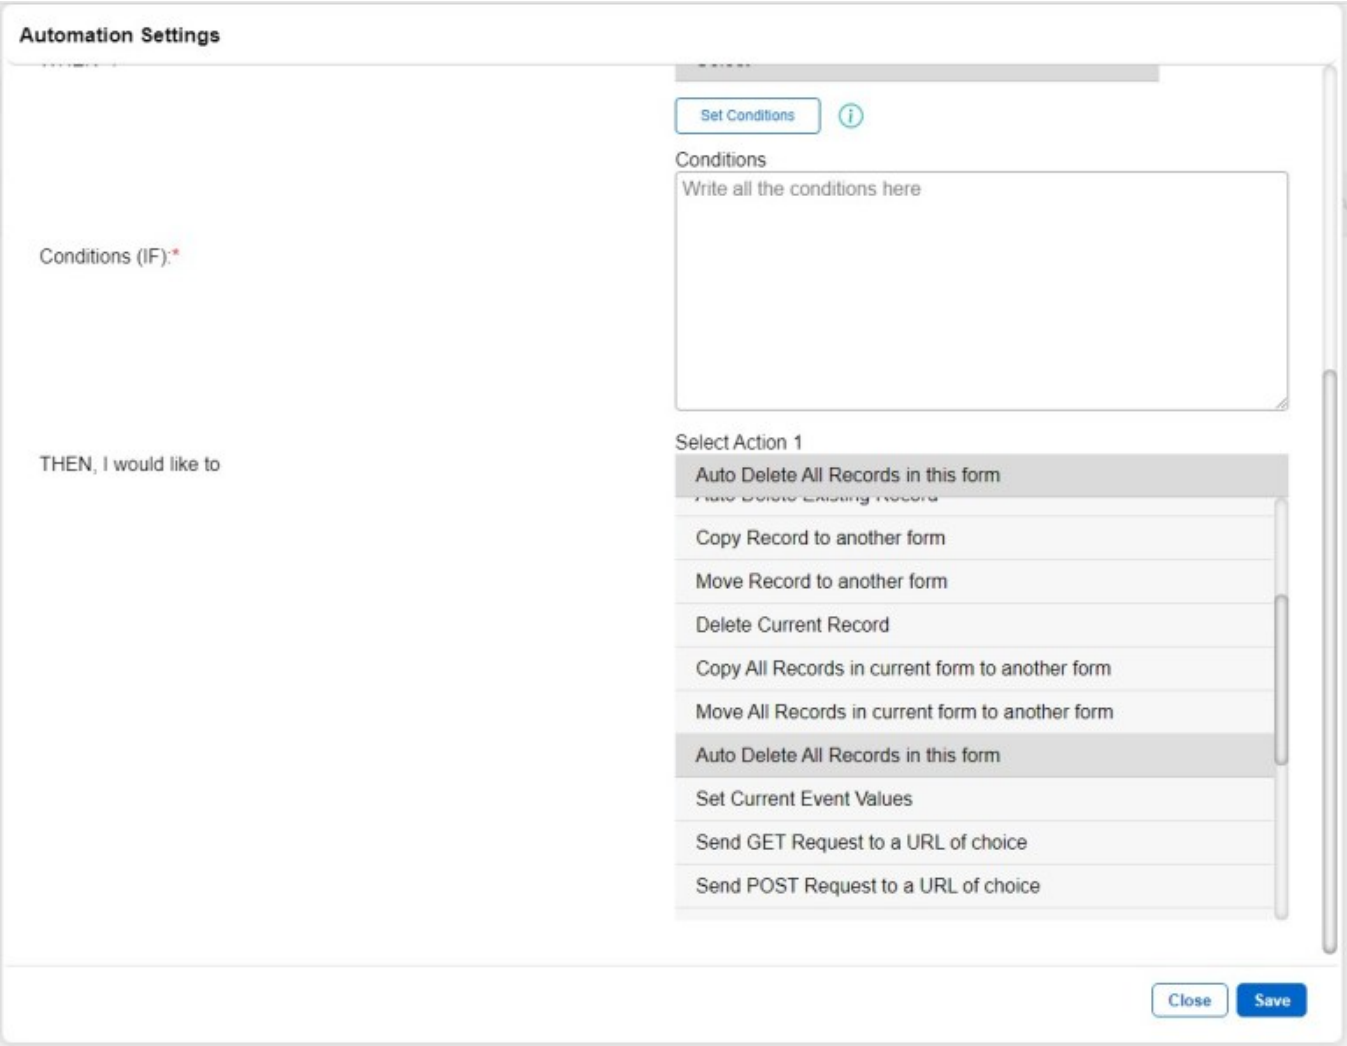 Automation Settings
Set Conditions
i
Conditions
Write all the conditions here
Conditions (IF):*
Select Action 1
THEN, I would like to
Auto Delete All Records in this form
Auto Delete Existing Record
Copy Record to another form
Move Record to another form
Delete Current Record
Copy All Records in current form to another form
Move All Records in current form to another form
Auto Delete All Records in this form
Set Current Event Values
Send GET Request to a URL of choice
Send POST Request to a URL of choice
Close
Save